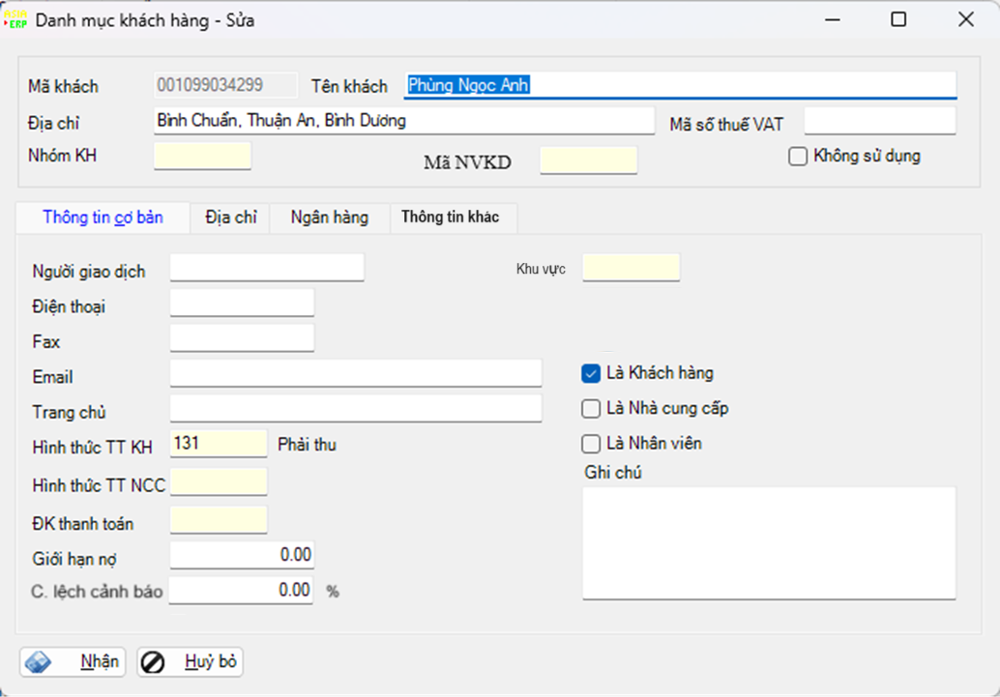 ASIA
ERP
Danh mục khách hàng - Sửa
Mã khách 001099034299 Tên khách Phùng Ngọc Anh
Địa chỉ Bình Chuẩn, Thuận An, Bình Dương Mã số thuế VAT
Nhóm KH Mã NVKD Không sử dụng
Thông tin cơ bản Địa chỉ Ngân hàng Thông tin khác
Người giao dịch Khu vực
Điện thoại
Fax
Email Là Khách hàng
Trang chủ Là Nhà cung cấp
Hình thức TT KH 131 Phải thu Là Nhân viên
Ghi chú
Hình thức TT NCC
ĐK thanh toán
Giới hạn nợ 0.00
C. lệch cảnh báo 0.00 %
Nhận Huỷ bỏ